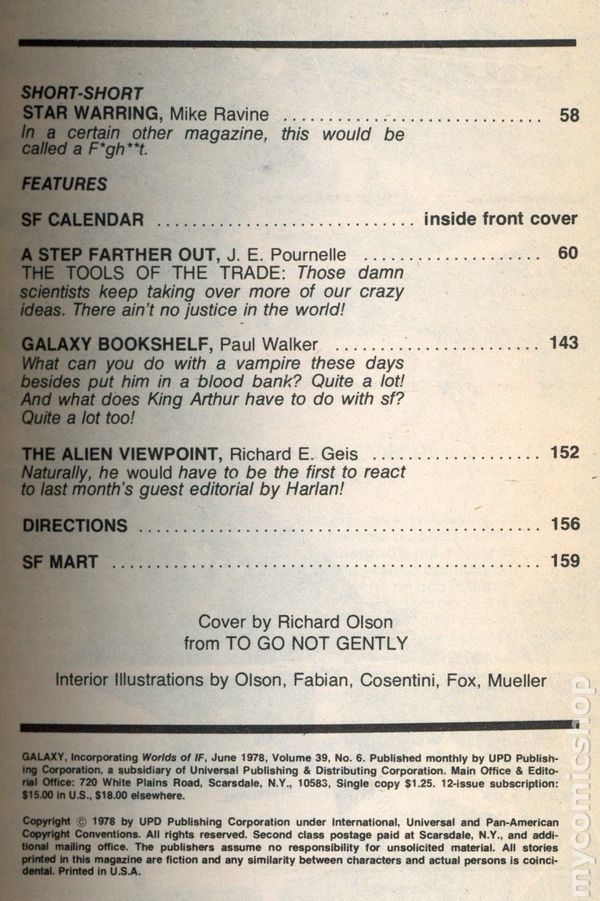 SHORT-SHORT
STAR WARRING, Mike Ravine ............................ 58
In a certain other magazine, this would be
called a F*gh**t.
FEATURES
SF CALENDAR ............................ inside front cover
A STEP FARTHER OUT, J. E. Pournelle ................... 60
THE TOOLS OF THE TRADE: Those damn
scientists keep taking over more of our crazy
ideas. There ain't no justice in the world!
GALAXY BOOKSHELF, Paul Walker ...................... 143
What can you do with a vampire these days
besides put him in a blood bank? Quite a lot!
And what does King Arthur have to do with sf?
Quite a lot too!
THE ALIEN VIEWPOINT, Richard E. Geis .................. 152
Naturally, he would have to be the first to react
to last month's guest editorial by Harlan!
DIRECTIONS ........................................... 156
SF MART .............................................. 159
Cover by Richard Olson
from TO GO NOT GENTLY
Interior Illustrations by Olson, Fabian, Cosentini, Fox, Mueller
GALAXY, Incorporating Worlds of IF, June 1978, Volume 39, No. 6. Published monthly by UPD Publish-
ing Corporation, a subsidiary of Universal Publishing & Distributing Corporation. Main Office & Edito-
rial Office: 720 White Plains Road, Scarsdale, N.Y., 10583, Single copy $1.25. 12-issue subscription:
$15.00 in U.S., $18.00 elsewhere.
Copyright © 1978 by UPD Publishing Corporation under International, Universal and Pan-American
Copyright Conventions. All rights reserved. Second class postage paid at Scarsdale, N.Y., and addi-
tional mailing office. The publishers assume no responsibility for unsolicited material. All stories
printed in this magazine are fiction and any similarity between characters and actual persons is coinci-
dental. Printed in U.S.A.
mycomicshop